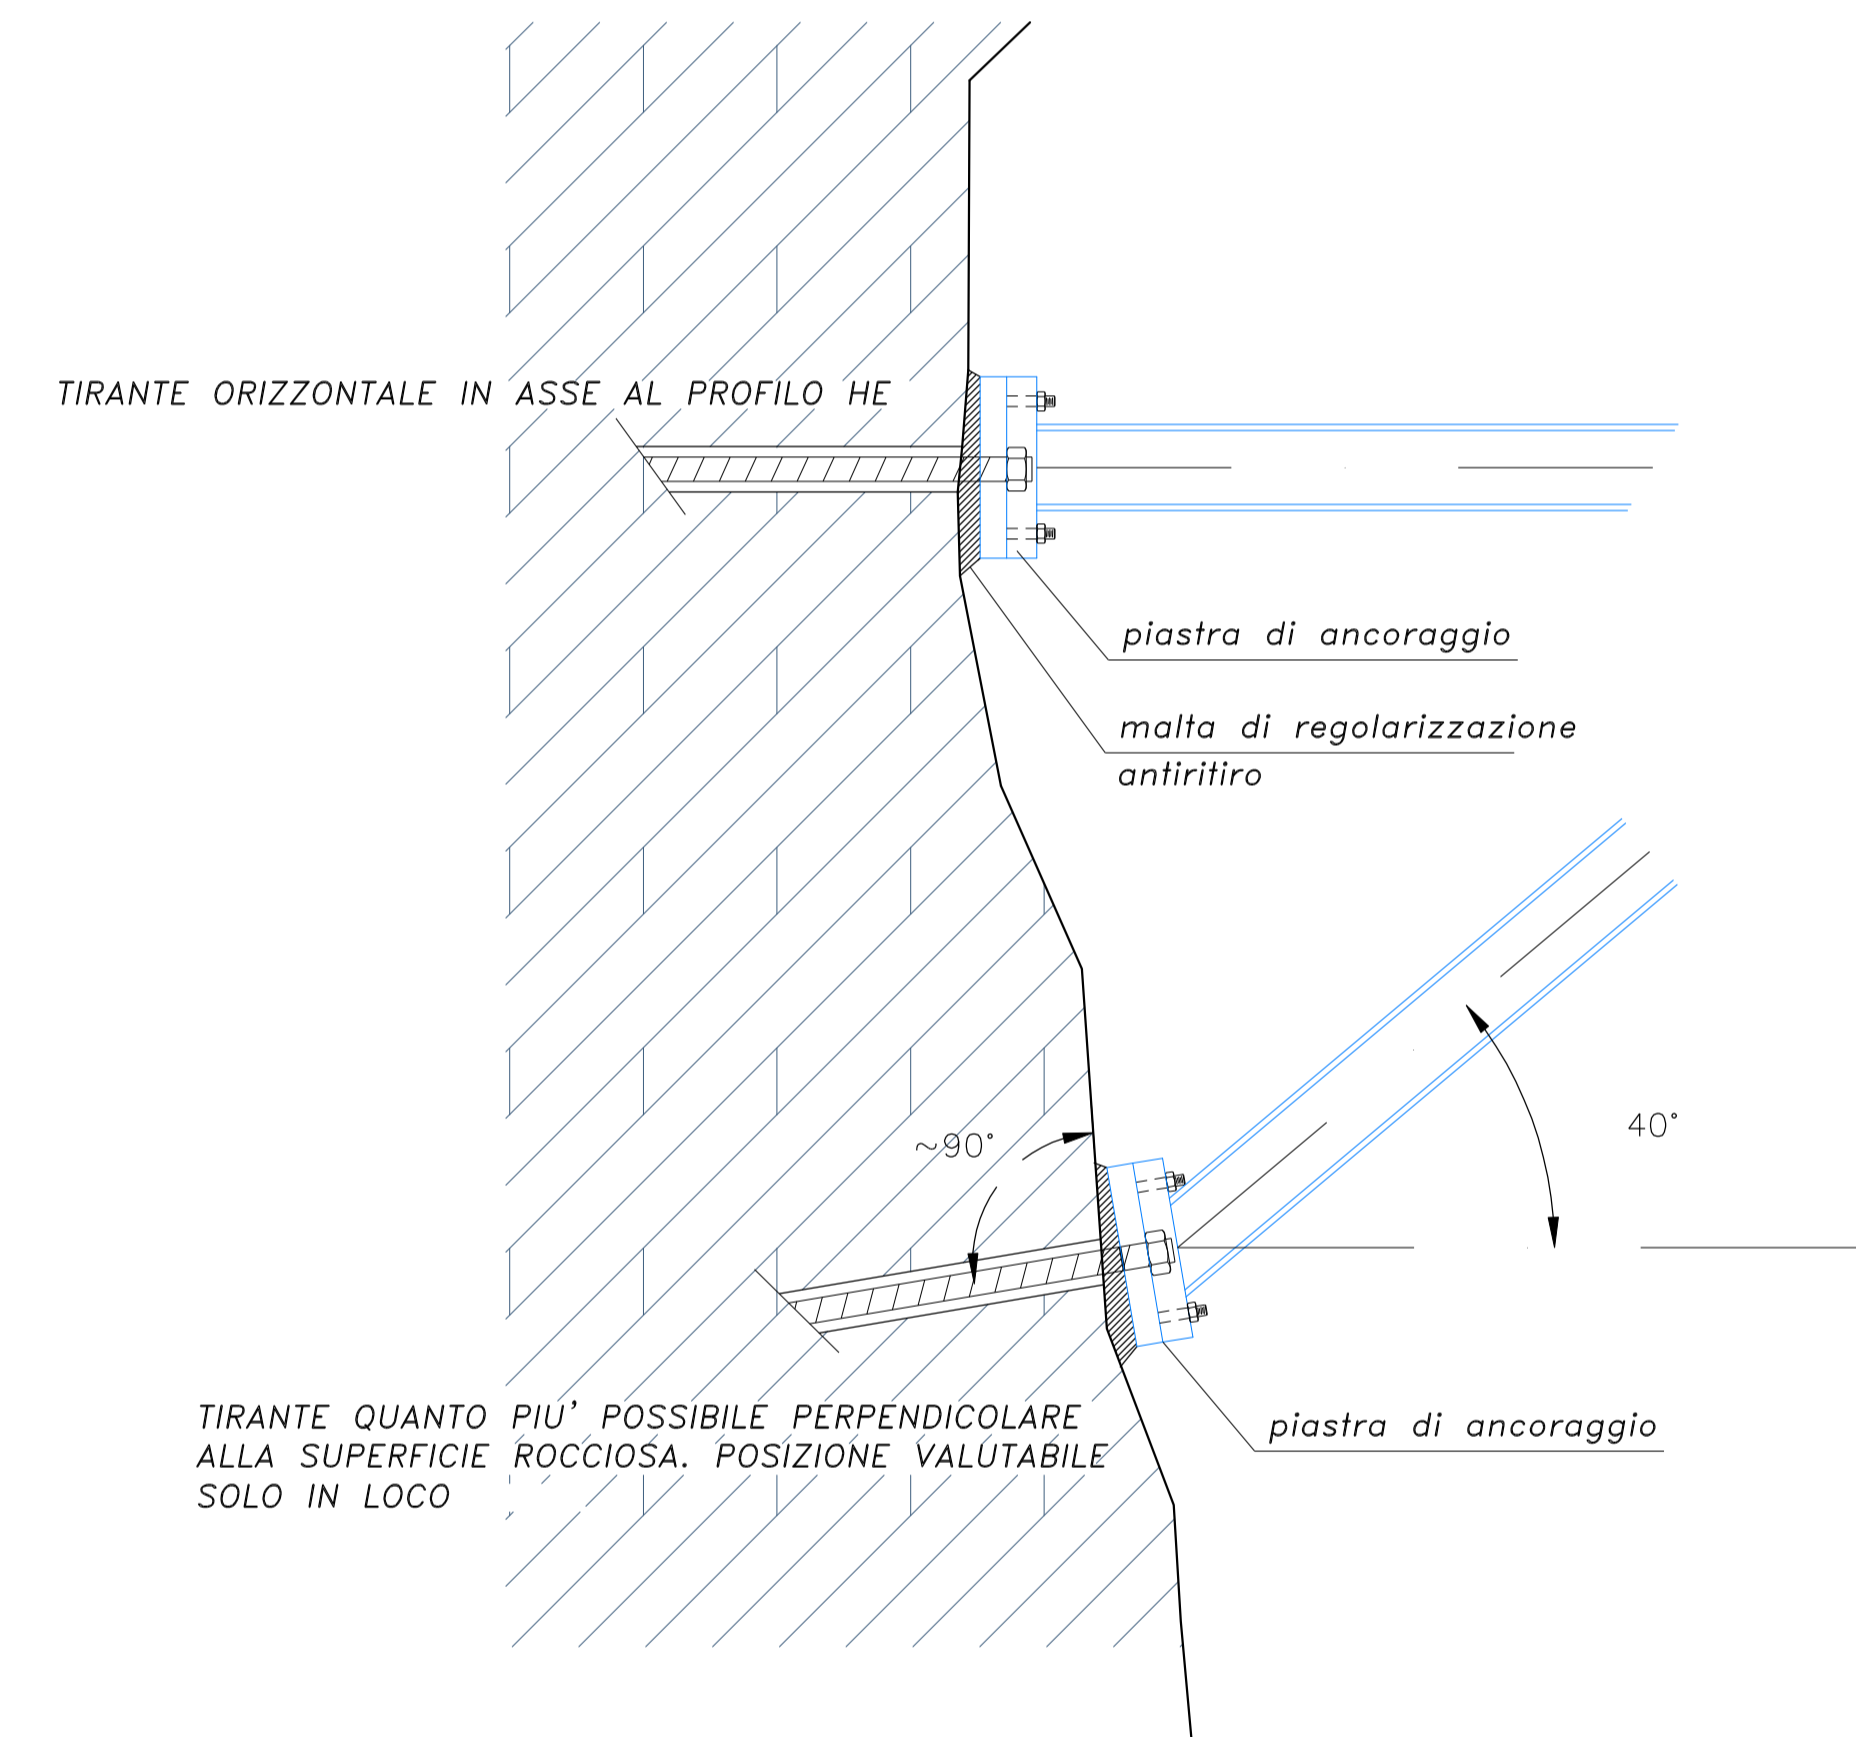 TIRANTE ORIZZONTALE IN ASSE AL PROFILO HE
piastra di ancoraggio
malta di regolarizzazione
antiritiro
40°
~90°
TIRANTE QUANTO PIU' POSSIBILE PERPENDICOLARE
ALLA SUPERFICIE ROCCIOSA. POSIZIONE VALUTABILE
SOLO IN LOCO
piastra di ancoraggio